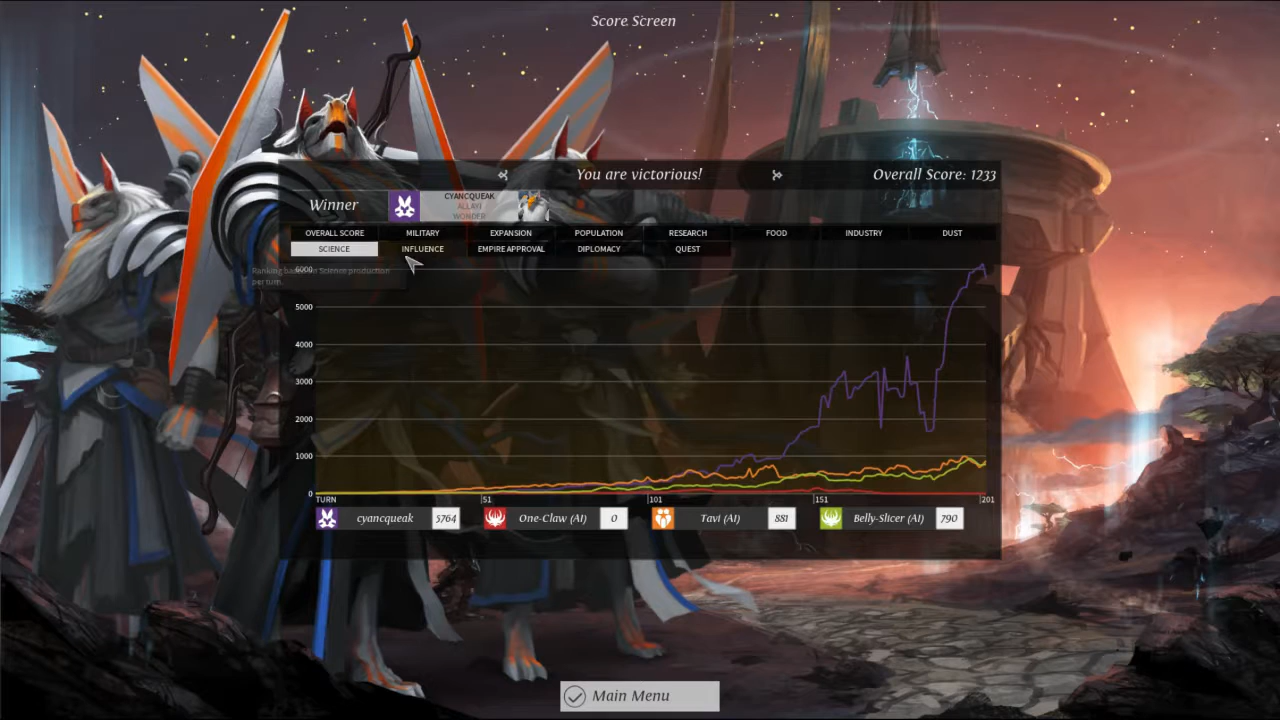 Score Screen
You are victorious!
Overall Score: 1233
Winner
CYANCQUEAK
ALLAYI
WONDER
OVERALL SCORE MILITARY EXPANSION POPULATION RESEARCH FOOD INDUSTRY DUST
SCIENCE INFLUENCE EMPIRE APPROVAL DIPLOMACY QUEST
Ranking based on Science production
per turn.
6000
5000
4000
3000
2000
1000
0
TURN 51 101 151 201
cyancqueak 5764 One-Claw (AI) 0 Tavi (AI) 881 Belly-Slicer (AI) 790
Main Menu